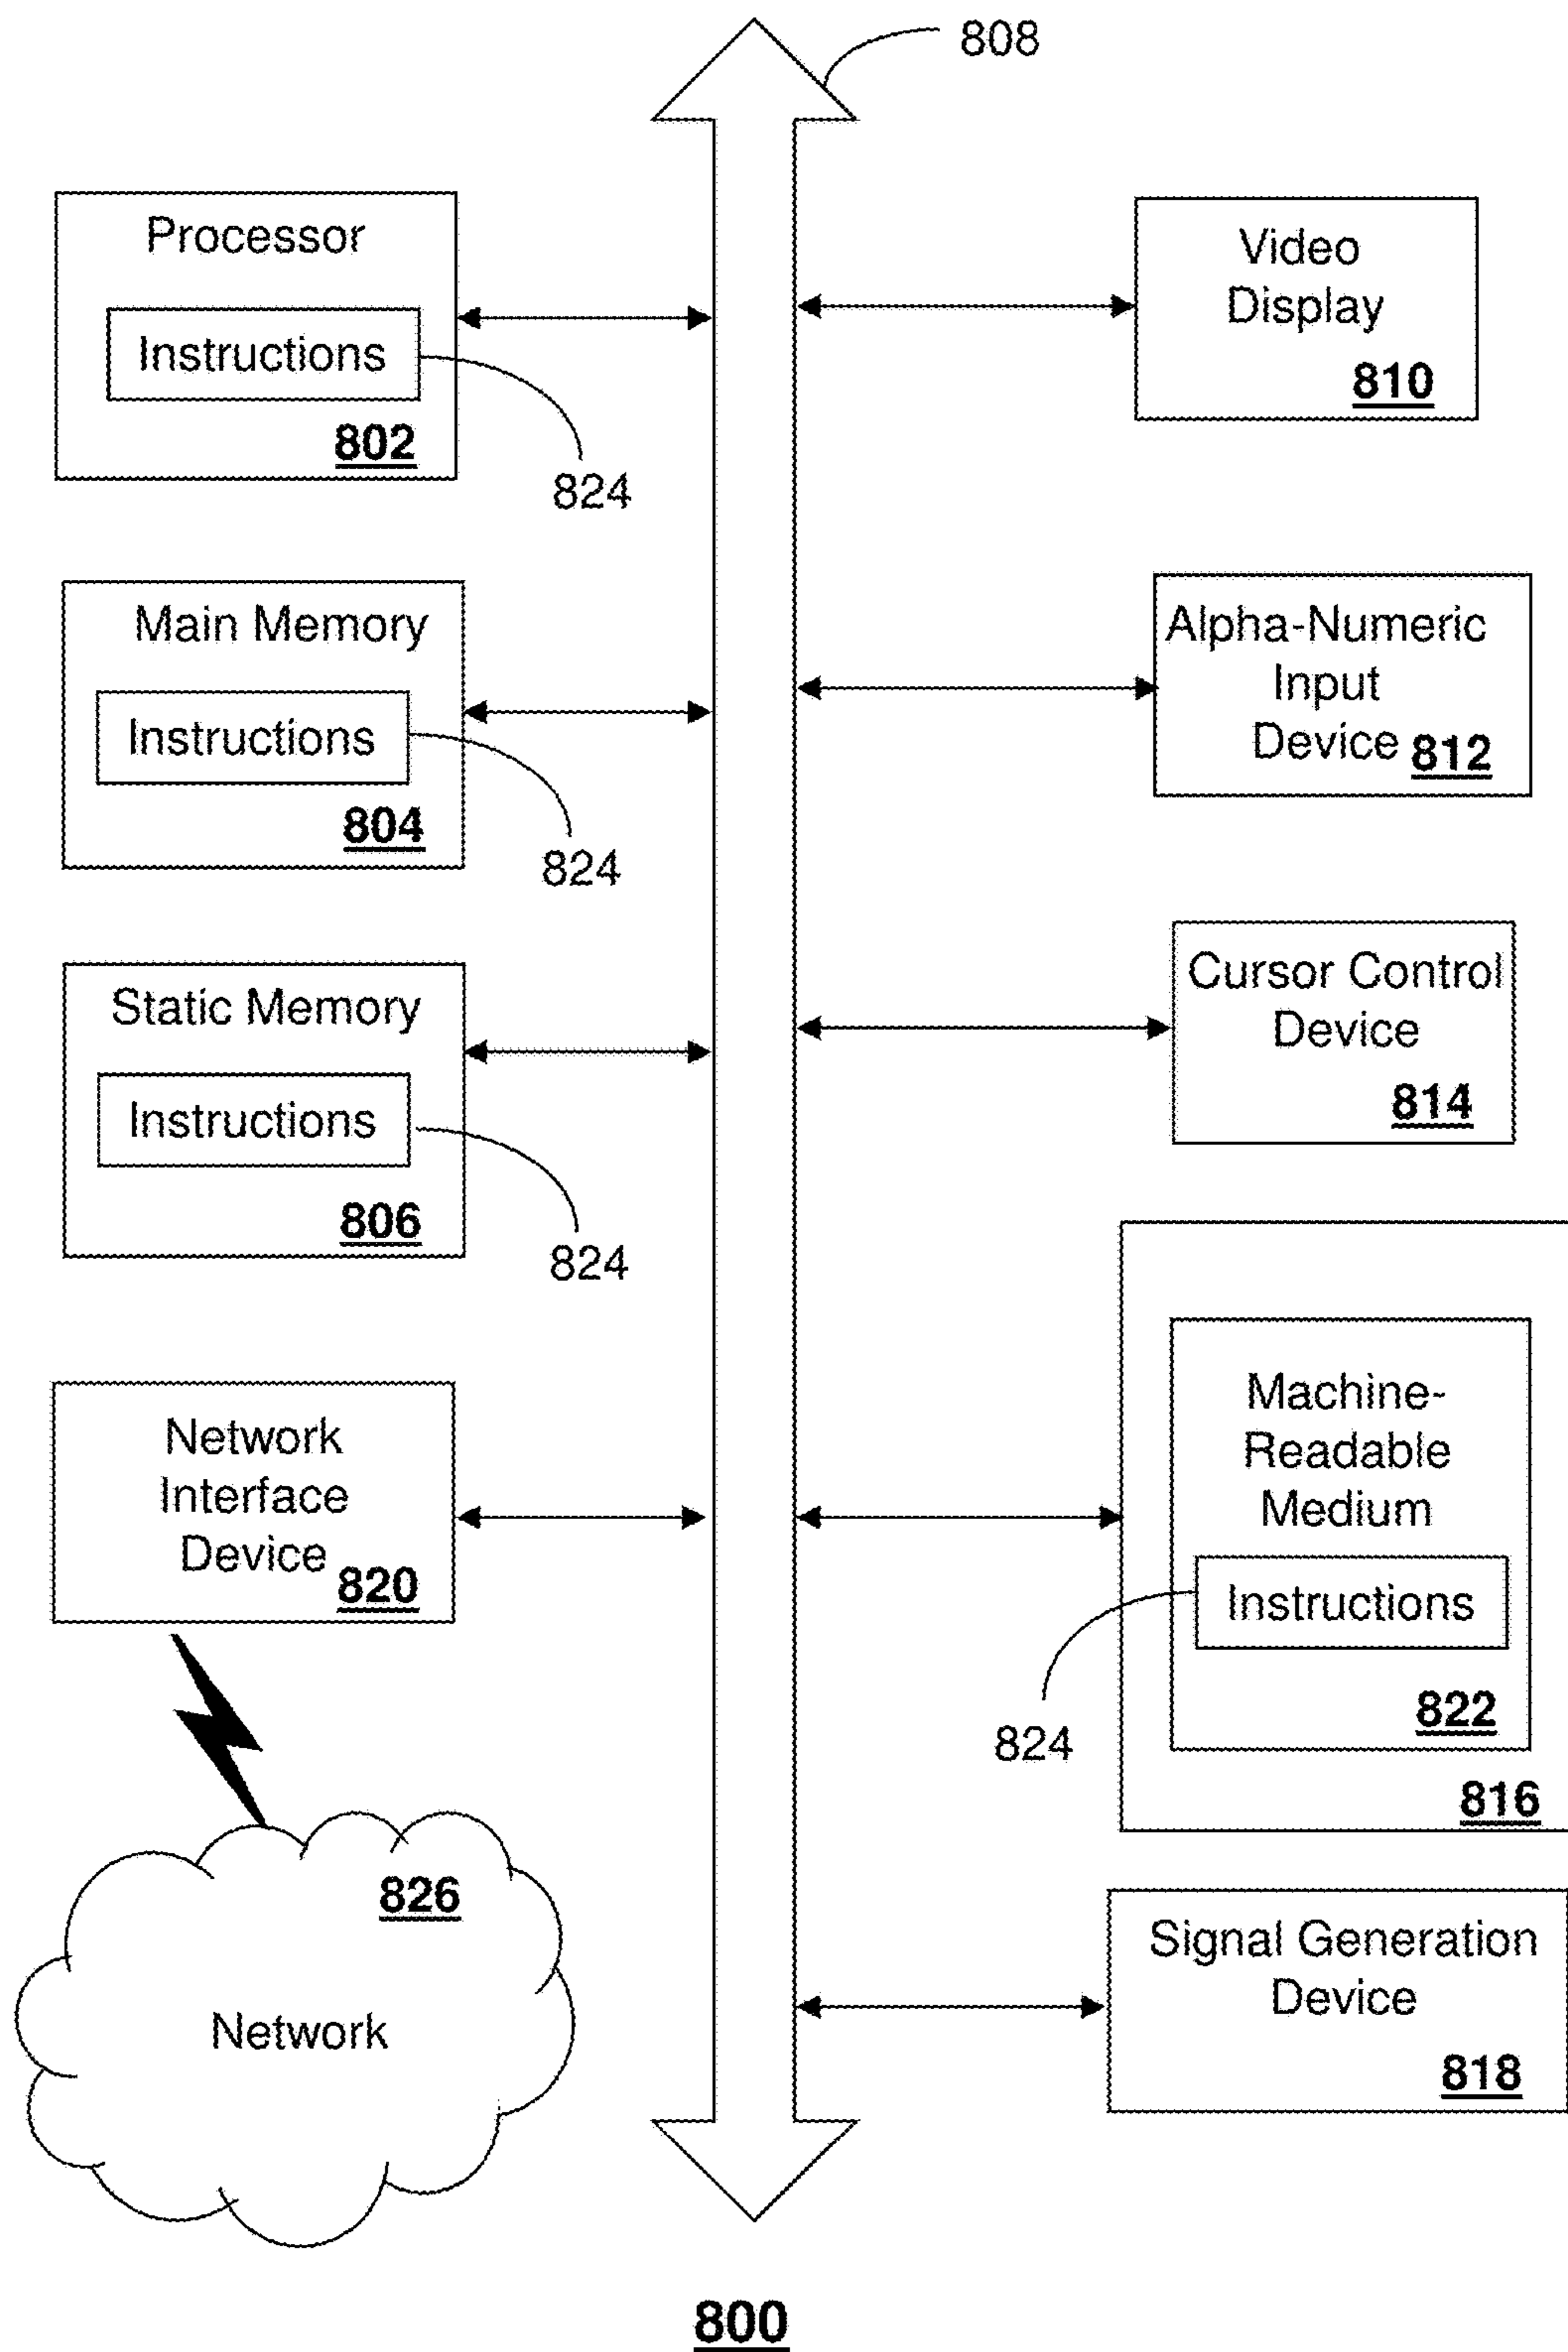 808
Processor
Instructions
802
824
Main Memory
Instructions
804
824
Static Memory
Instructions
806
824
Network
Interface
Device
820
826
Network
Video
Display
810
Alpha-Numeric
Input
Device 812
Cursor Control
Device
814
Machine-
Readable
Medium
Instructions
822
824
816
Signal Generation
Device
818
800